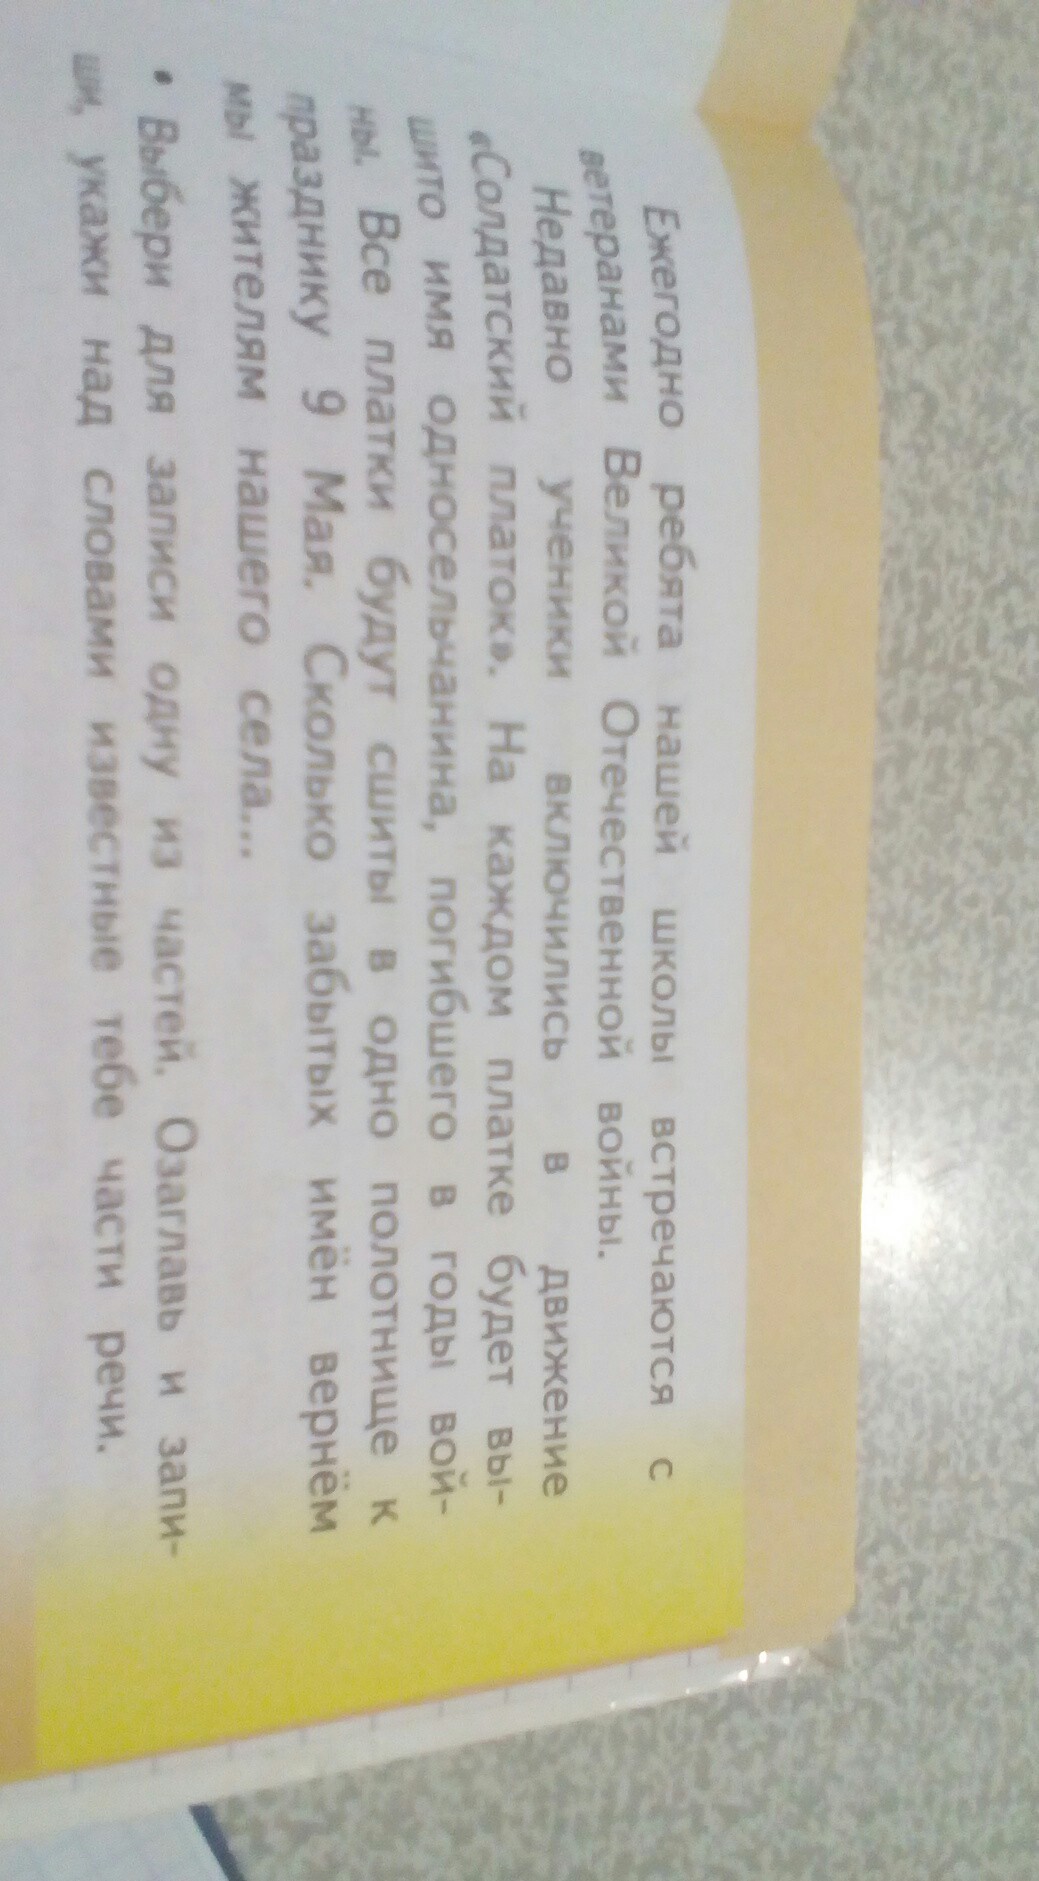 Ежегодно ребята нашей школы встречаются с
ветеранами Великой Отечественной войны.
Недавно ученики включились в движение
«Солдатский платок». На каждом платке будет вы-
шито имя односельчанина, погибшего в годы вой-
ны. Все платки будут сшиты в одно полотнище к
празднику 9 Мая. Сколько забытых имён вернём
мы жителям нашего села...
• Выбери для записи одну из частей. Озаглавь и запи-
ши, укажи над словами известные тебе части речи.